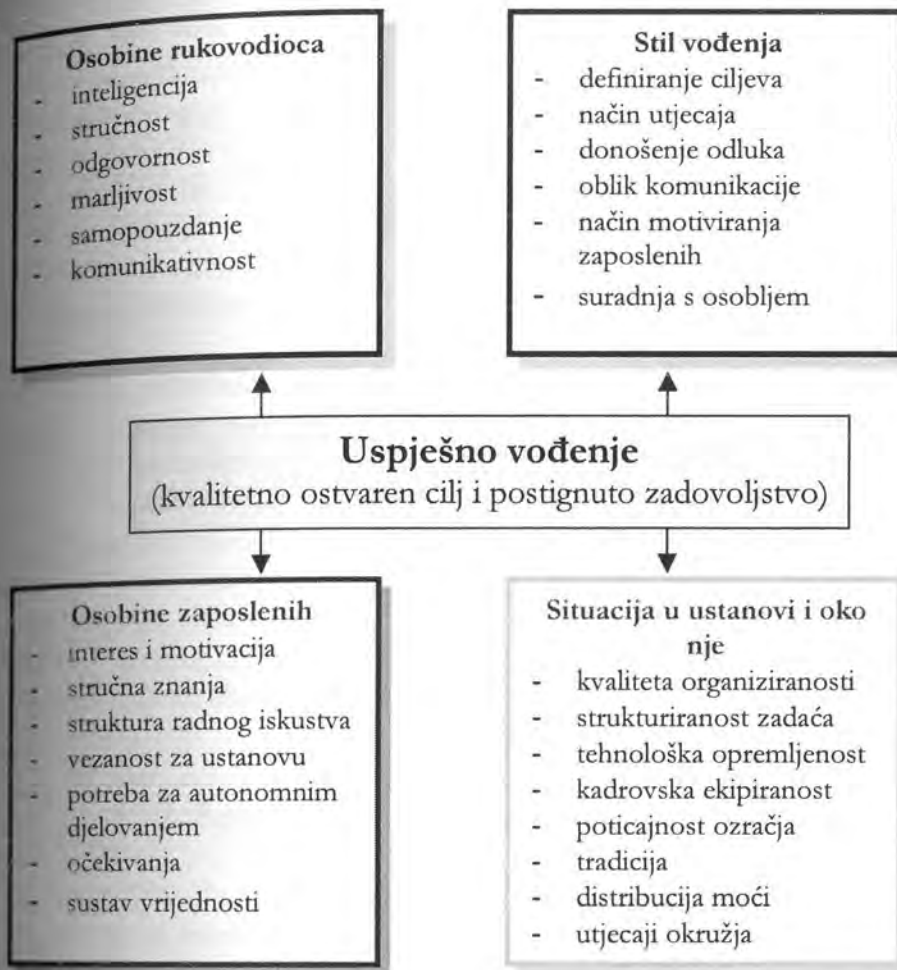 Osobine rukovodioca
- inteligencija
- stručnost
- odgovornost
- marljivost
- samopouzdanje
- komunikativnost
Stil vođenja
- definiranje ciljeva
- način utjecaja
- donošenje odluka
- oblik komunikacije
- način motiviranja
zaposlenih
- suradnja s osobljem
Uspješno vođenje
(kvalitetno ostvaren cilj i postignuto zadovoljstvo)
Osobine zaposlenih
- interes i motivacija
- stručna znanja
- struktura radnog iskustva
- vezanost za ustanovu
- potreba za autonomnim
djelovanjem
- očekivanja
- sustav vrijednosti
Situacija u ustanovi i oko
nje
- kvaliteta organiziranosti
- strukturiranost zadaća
- tehnološka opremljenost
- kadrovska ekipiranost
- poticajnost ozračja
- tradicija
- distribucija moći
- utjecaji okružja